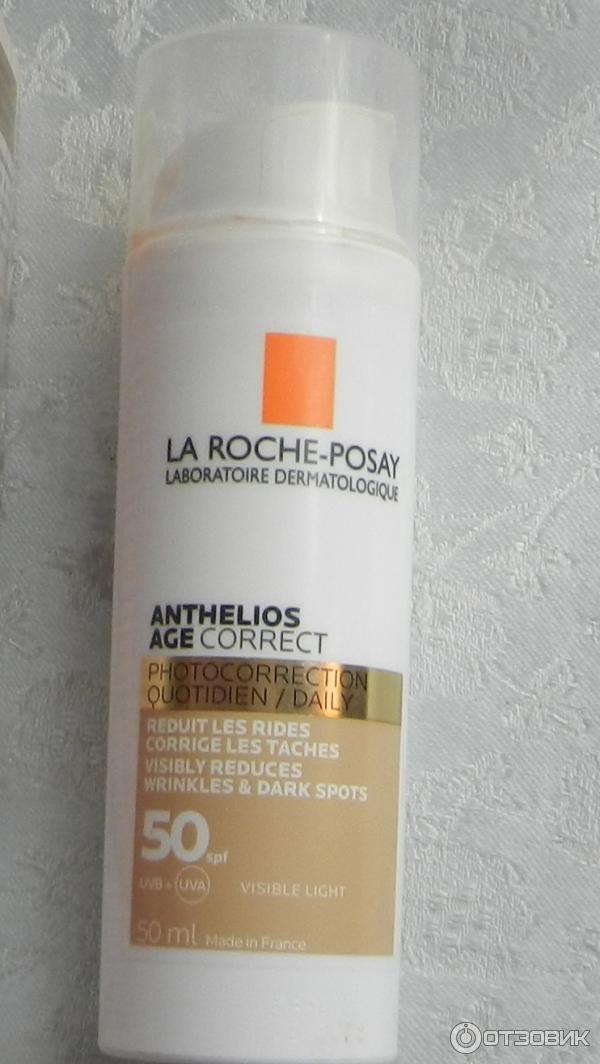 LA ROCHE-POSAY
LABORATOIRE DERMATOLOGIQUE
ANTHELIOS
AGE CORRECT
PHOTOCORRECTION
QUOTIDIEN / DAILY
REDUIT LES RIDES
CORRIGE LES TACHES
VISIBLY REDUCES
WRINKLES & DARK SPOTS
50 spf
UVB + UVA VISIBLE LIGHT
50 ml Made in France
ОТЗОВИК